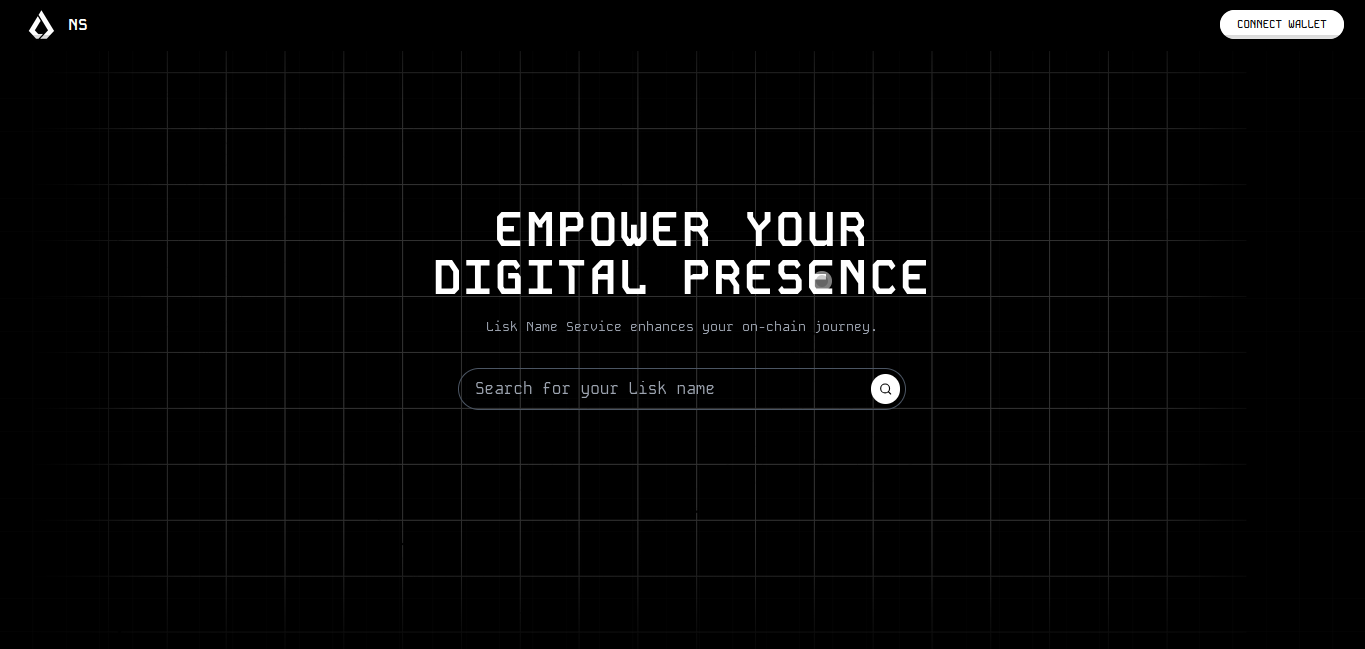 NS
CONNECT WALLET
EMPOWER YOUR
DIGITAL PRESENCE
Lisk Name Service enhances your on-chain journey.
Search for your Lisk name